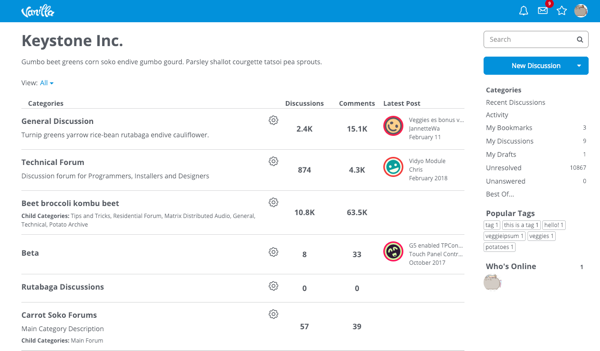 Vanilla
9
Keystone Inc.
Gumbo beet greens corn soko endive gumbo gourd. Parsley shallot courgette tatsoi pea sprouts.
View: All
Categories Discussions Comments Latest Post
General Discussion
Turnip greens yarrow rice-bean rutabaga endive cauliflower.
2.4K 15.1K
Veggies es bonus v...
JannetteWa
February 11
Technical Forum
Discussion forum for Programmers, Installers and Designers
874 4.3K
Vidyo Module
Chris
February 2018
Beet broccoli kombu beet
Child Categories: Tips and Tricks, Residential Forum, Matrix Distributed Audio, General,
Technical, Potato Archive
10.8K 63.5K
Beta
8 33
GS enabled TPCon...
Touch Panel Contr...
October 2017
Rutabaga Discussions
0 0
Carrot Soko Forums
Main Category Description
Child Categories: Main Forum
57 39
Search
New Discussion
Categories
Recent Discussions
Activity
My Bookmarks 3
My Discussions 9
My Drafts 1
Unresolved 10867
Unanswered 0
Best Of...
Popular Tags
tag 1 this is a tag 1 hello! 1
veggieipsum 1 veggies 1
potatoes 1
Who's Online 1